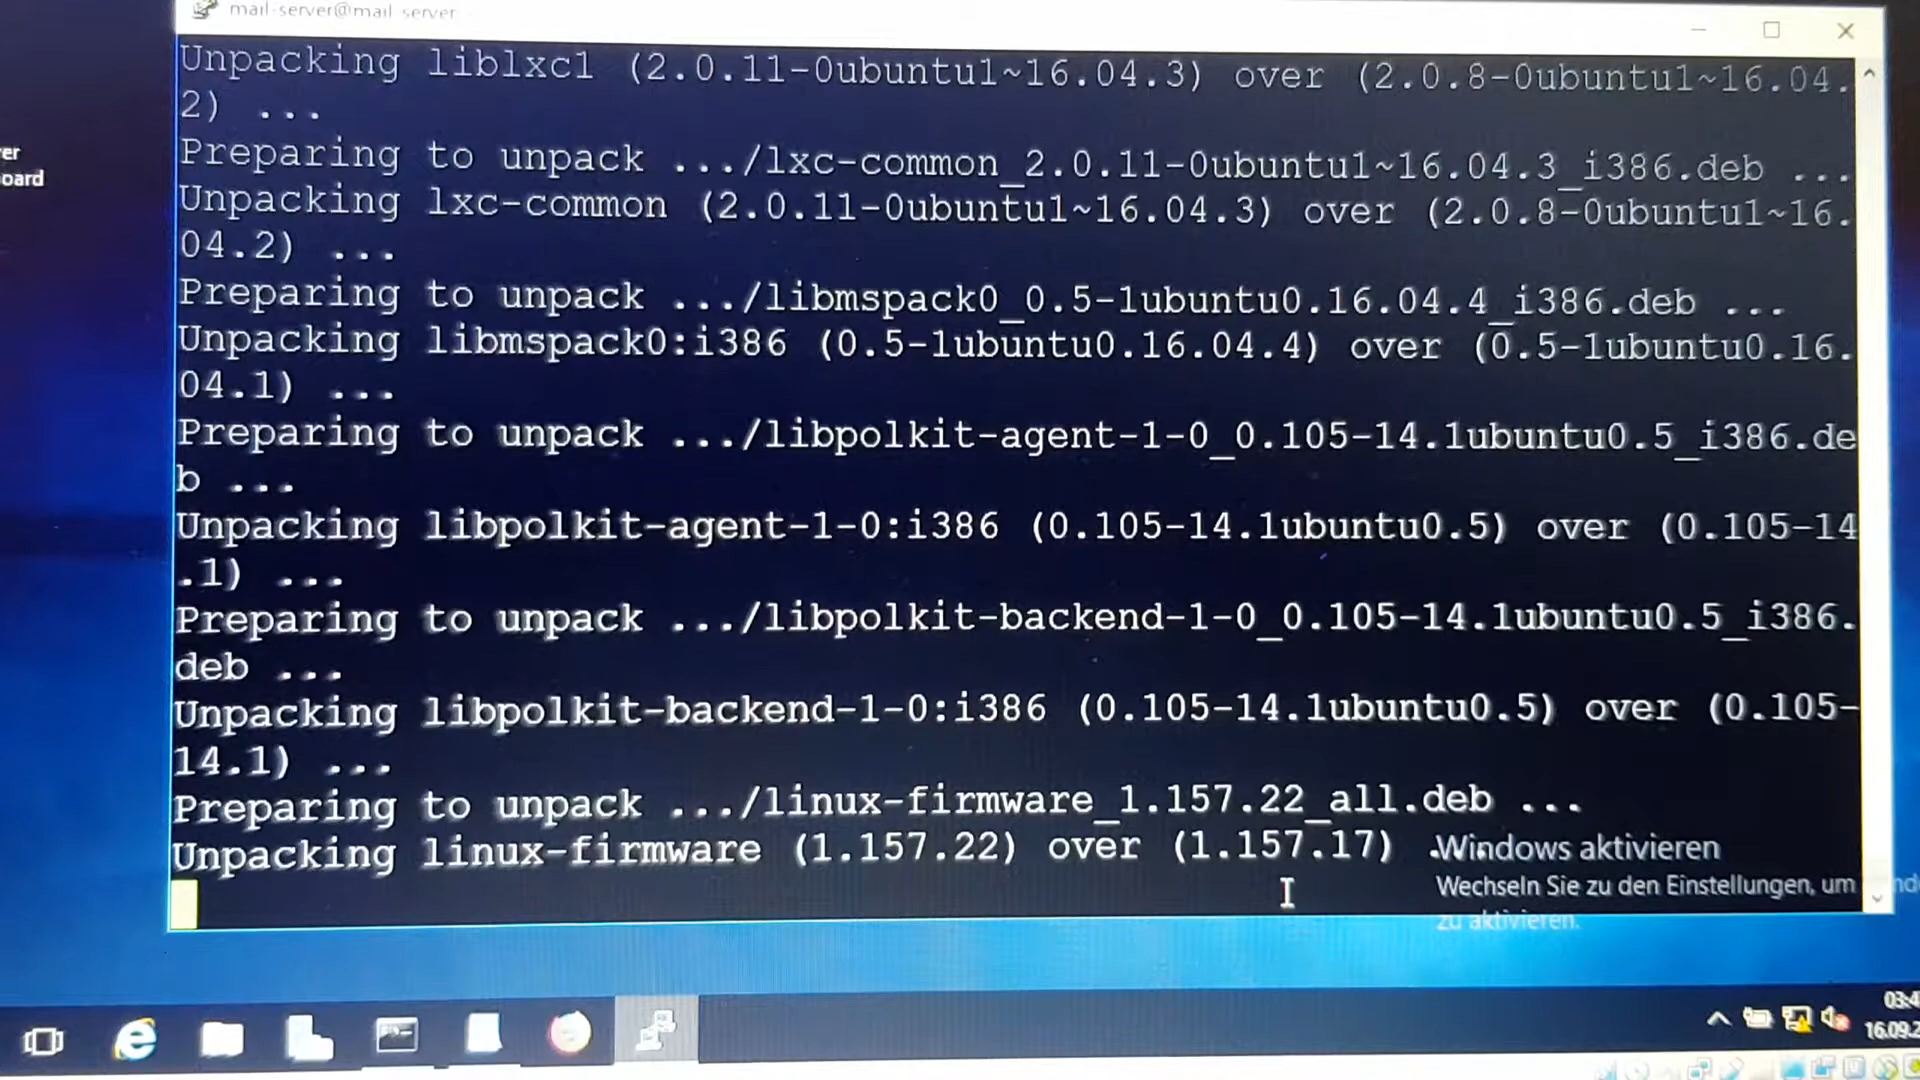 mail-server@mail server
Unpacking liblxc1 (2.0.11-0ubuntu1~16.04.3) over (2.0.8-0ubuntu1~16.04.
2) ...
Preparing to unpack .../lxc-common_2.0.11-0ubuntu1~16.04.3_i386.deb ...
Unpacking lxc-common (2.0.11-0ubuntu1~16.04.3) over (2.0.8-0ubuntu1~16.
04.2) ...
Preparing to unpack .../libmspack0_0.5-1ubuntu0.16.04.4_i386.deb ...
Unpacking libmspack0:i386 (0.5-1ubuntu0.16.04.4) over (0.5-1ubuntu0.16.
04.1) ...
Preparing to unpack .../libpolkit-agent-1-0_0.105-14.1ubuntu0.5_i386.de
b ...
Unpacking libpolkit-agent-1-0:i386 (0.105-14.1ubuntu0.5) over (0.105-14
.1) ...
Preparing to unpack .../libpolkit-backend-1-0_0.105-14.1ubuntu0.5_i386.
deb ...
Unpacking libpolkit-backend-1-0:i386 (0.105-14.1ubuntu0.5) over (0.105-
14.1) ...
Preparing to unpack .../linux-firmware_1.157.22_all.deb ...
Unpacking linux-firmware (1.157.22) over (1.157.17) .
er
oard
Windows aktivieren
Wechseln Sie zu den Einstellungen, um
zu aktivieren.
03:4
16.09.2